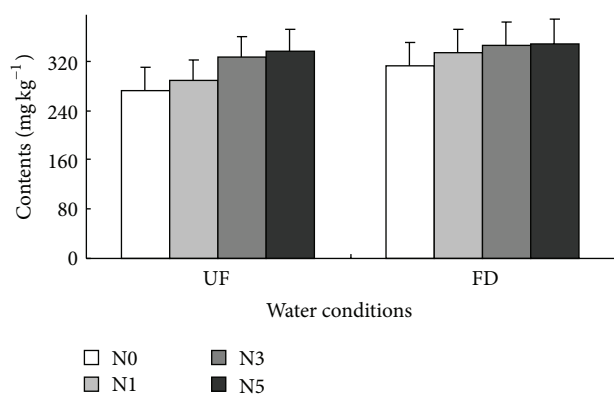 Contents (mg kg⁻¹)
320
240
160
80
0
UF
FD
Water conditions
N0
N3
N1
N5